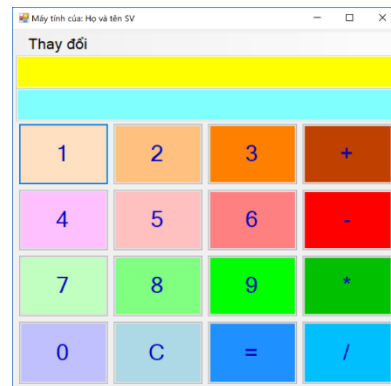 Máy tính của: Họ và tên SV
Thay đổi
1 2 3 +
4 5 6 -
7 8 9 *
0 C = /